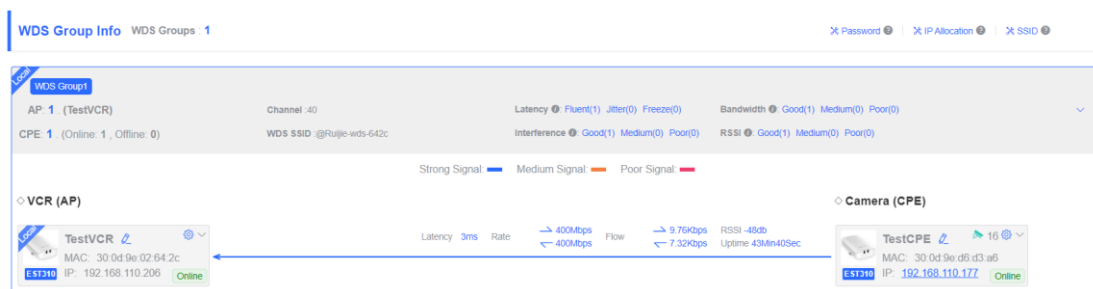 WDS Group Info WDS Groups : 1 Password IP Allocation SSID
Local
WDS Group1
AP: 1 . (TestVCR) Channel :40 Latency : Fluent(1) Jitter(0) Freeze(0) Bandwidth : Good(1) Medium(0) Poor(0)
CPE: 1 . (Online: 1 , Offline: 0) WDS SSID :@Ruijie-wds-642c Interference : Good(1) Medium(0) Poor(0) RSSI : Good(1) Medium(0) Poor(0)
Strong Signal: Medium Signal: Poor Signal:
VCR (AP) Camera (CPE)
Local
TestVCR
MAC: 30:0d:9e:02:64:2c
EST310 IP: 192.168.110.206 Online
Latency 3ms Rate 400Mbps 400Mbps Flow 9.76Kbps 7.32Kbps RSSI -48db Uptime 43Min40Sec
TestCPE 16
MAC: 30:0d:9e:d6:d3:a6
EST310 IP: 192.168.110.177 Online